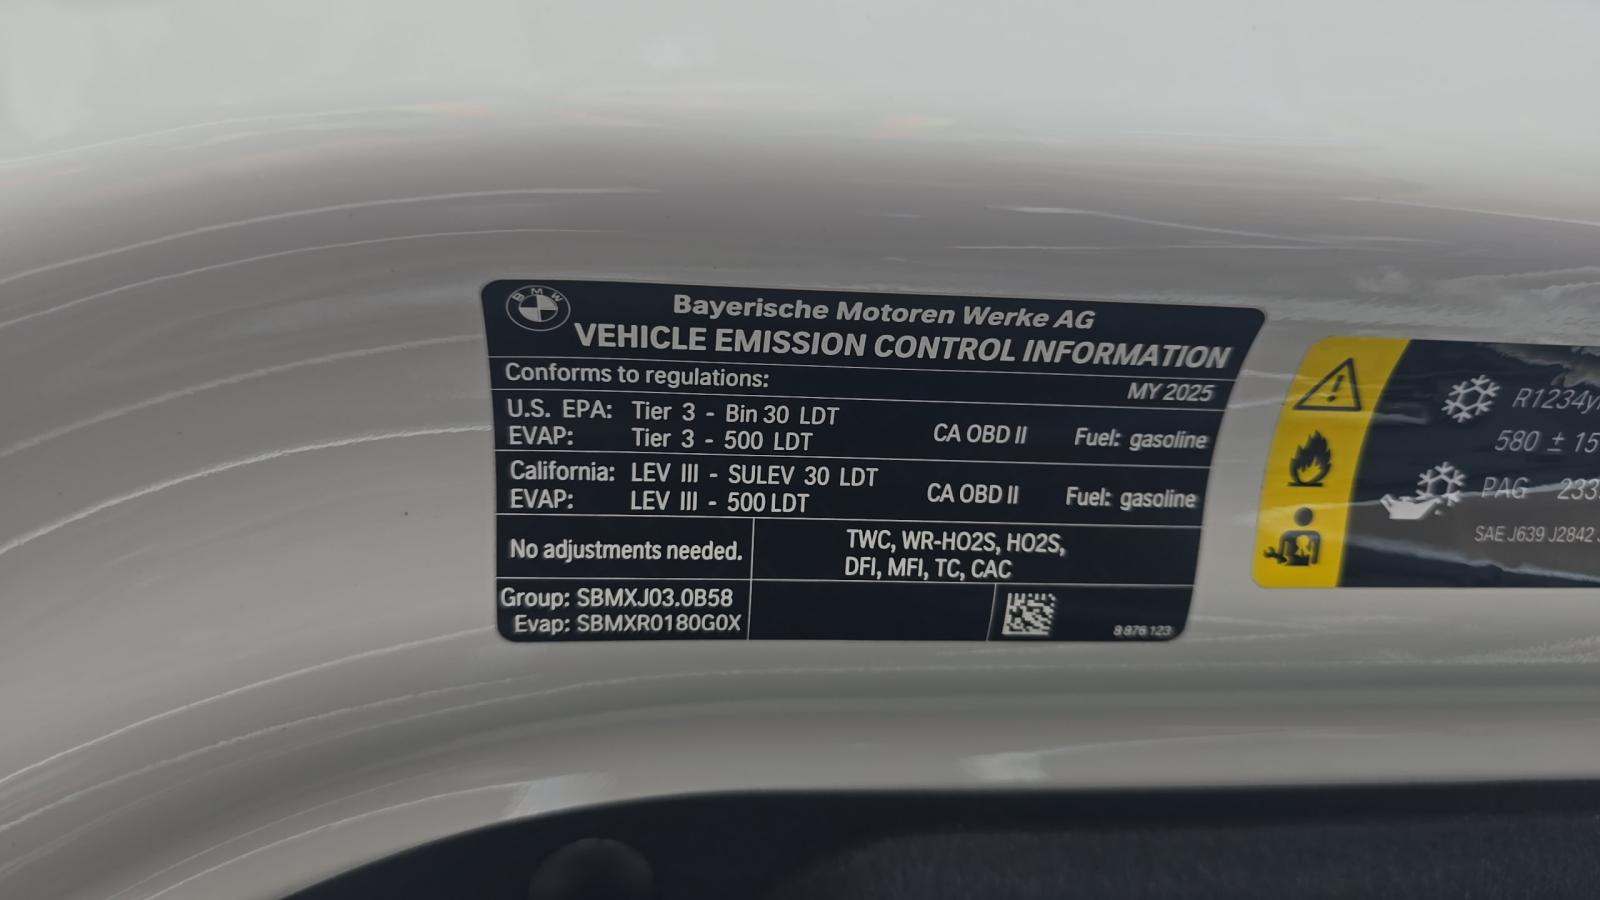 BMW
Bayerische Motoren Werke AG
VEHICLE EMISSION CONTROL INFORMATION
Conforms to regulations: MY 2025
U.S. EPA: Tier 3 - Bin 30 LDT
EVAP: Tier 3 - 500 LDT CA OBD II Fuel: gasoline
California: LEV III - SULEV 30 LDT
EVAP: LEV III - 500 LDT CA OBD II Fuel: gasoline
No adjustments needed.
TWC, WR-HO2S, HO2S,
DFI, MFI, TC, CAC
Group: SBMXJ03.0B58
Evap: SBMXR0180G0X
8 876 123
R1234y
580 ± 15
PAG 233
SAE J639 J2842